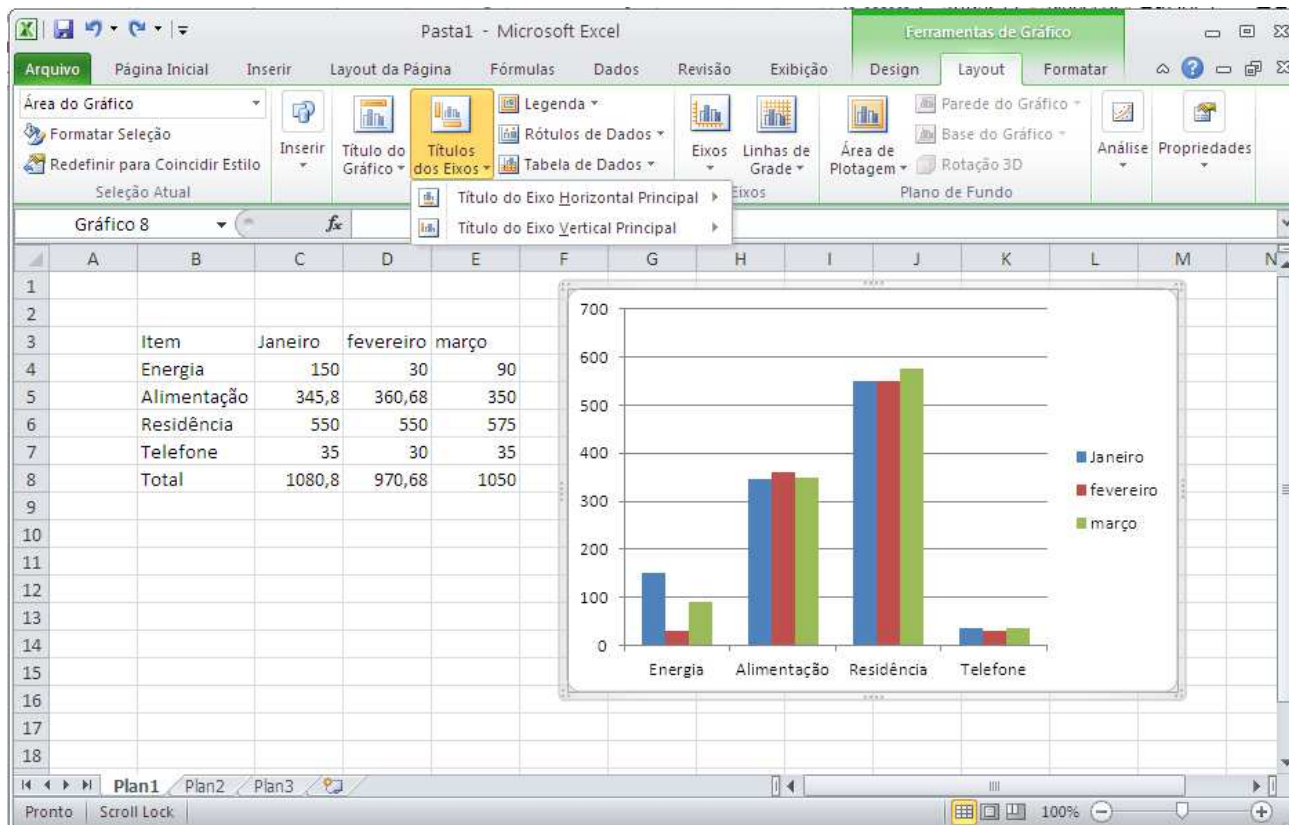 Pasta1 - Microsoft Excel
Ferramentas de Gráfico
Arquivo Página Inicial Inserir Layout da Página Fórmulas Dados Revisão Exibição Design Layout Formatar
Área do Gráfico
Formatar Seleção
Redefinir para Coincidir Estilo
Seleção Atual
Inserir
Título do
Gráfico
Títulos
dos Eixos
Legenda
Rótulos de Dados
Tabela de Dados
Eixos
Linhas de
Grade
Eixos
Área de
Plotagem
Parede do Gráfico
Base do Gráfico
Rotação 3D
Plano de Fundo
Análise
Propriedades
Título do Eixo Horizontal Principal
Título do Eixo Vertical Principal
Gráfico 8 fx
A B C D E F G H I J K L M N
1
2
3 Item Janeiro fevereiro março
4 Energia 150 30 90
5 Alimentação 345,8 360,68 350
6 Residência 550 550 575
7 Telefone 35 30 35
8 Total 1080,8 970,68 1050
9
10
11
12
13
14
15
16
17
18
700
600
500
400
300
200
100
0
Energia Alimentação Residência Telefone
Janeiro
fevereiro
março
Plan1 Plan2 Plan3
Pronto Scroll Lock 100%